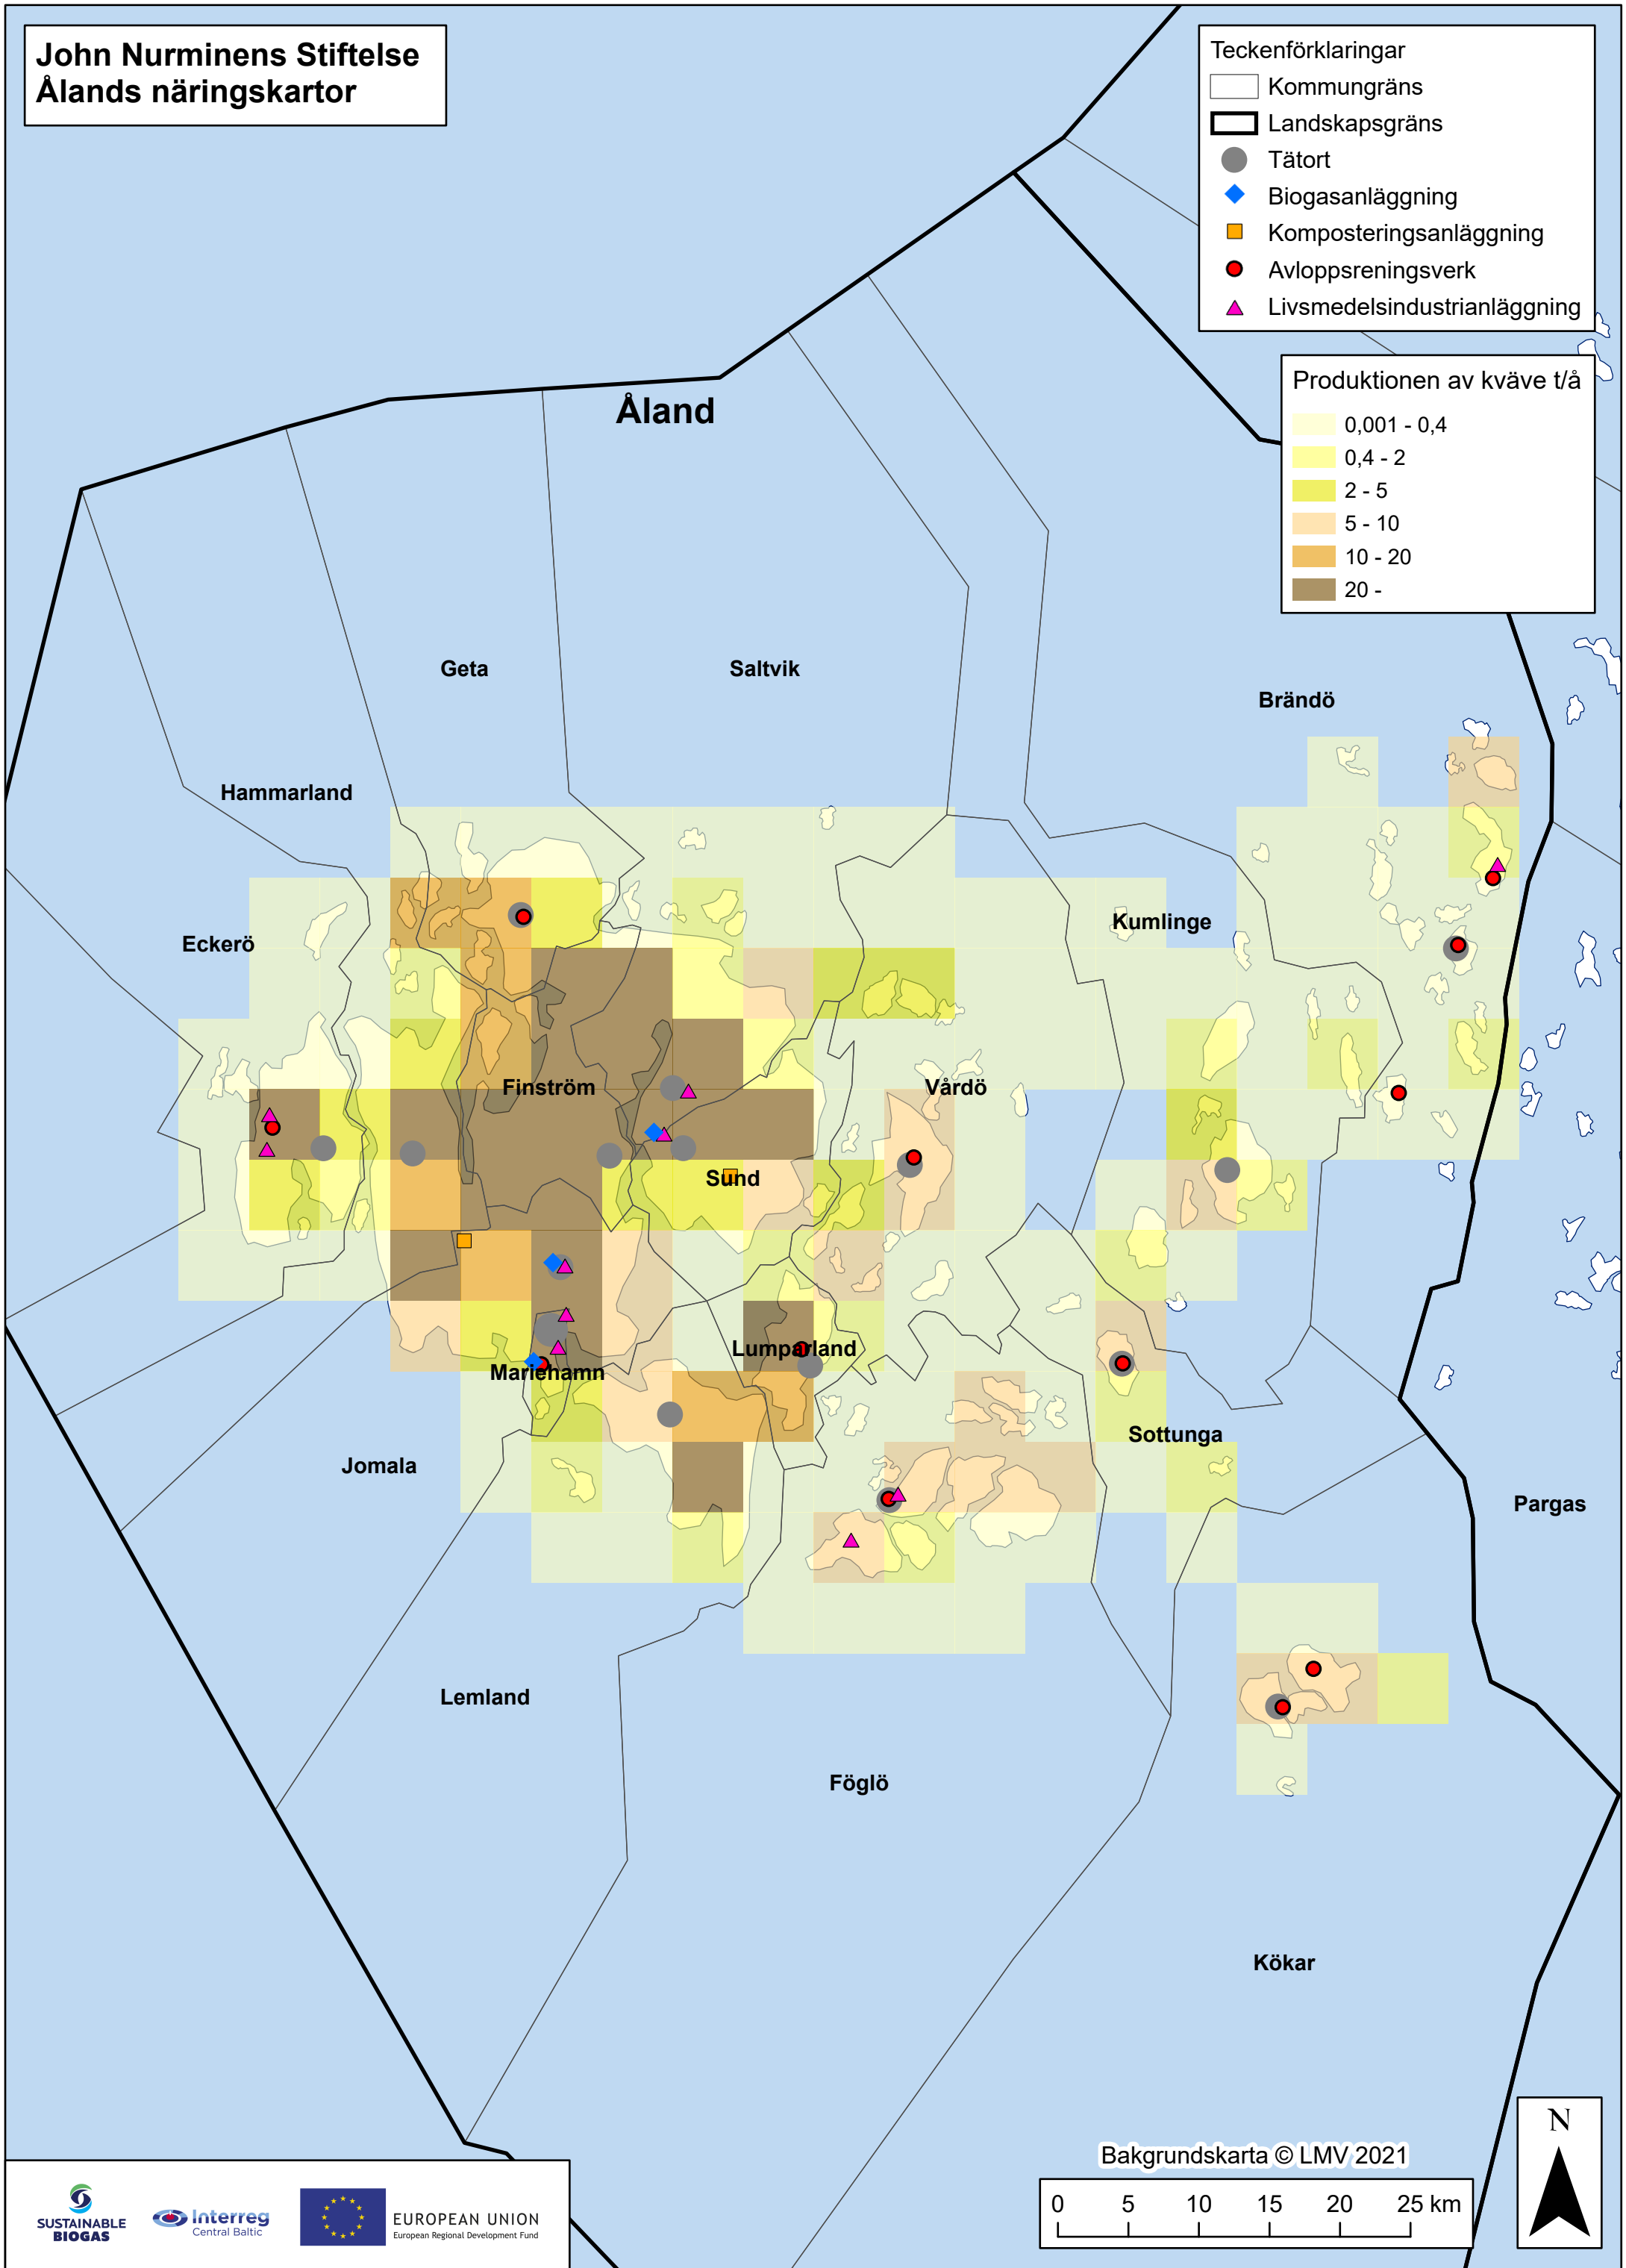 John Nurminens Stiftelse
Ålands näringskartor
Teckenförklaringar
Kommungräns
Landskapsgräns
Tätort
Biogasanläggning
Komposteringsanläggning
Avloppsreningsverk
Livsmedelsindustrianläggning
Produktionen av kväve t/å
0,001 - 0,4
0,4 - 2
2 - 5
5 - 10
10 - 20
20 -
Åland
Geta
Saltvik
Brändö
Hammarland
Kumlinge
Eckerö
Finström
Vårdö
Sund
Lumparland
Mariehamn
Sottunga
Jomala
Pargas
Lemland
Föglö
Kökar
N
Bakgrundskarta © LMV 2021
0 5 10 15 20 25 km
SUSTAINABLE
BIOGAS
Interreg
Central Baltic
EUROPEAN UNION
European Regional Development Fund